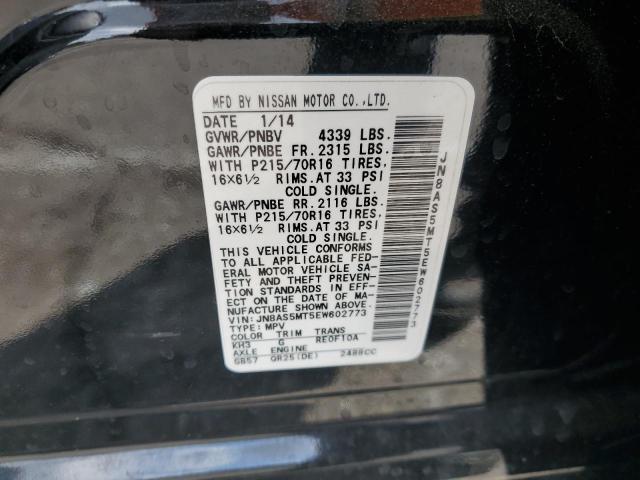 MFD BY NISSAN MOTOR CO.,LTD.
DATE 1/14
GVWR/PNBV 4339 LBS.
GAWR/PNBE FR. 2315 LBS.
WITH P215/70R16 TIRES,
16X6½ RIMS.AT 33 PSI
COLD SINGLE.
GAWR/PNBE RR. 2116 LBS.
WITH P215/70R16 TIRES,
16X6½ RIMS.AT 33 PSI
COLD SINGLE.
THIS VEHICLE CONFORMS
TO ALL APPLICABLE FED-
ERAL MOTOR VEHICLE SA-
FETY AND THEFT PREVEN-
TION STANDARDS IN EFF-
ECT ON THE DATE OF MA-
NUFACTURE SHOWN ABOVE.
VIN: JN8AS5MT5EW602773
TYPE: MPV
COLOR TRIM TRANS
KH3 G RE0F10A
AXLE ENGINE
GB57 QR25(DE) 2488CC
JN8AS5MT5EW602773